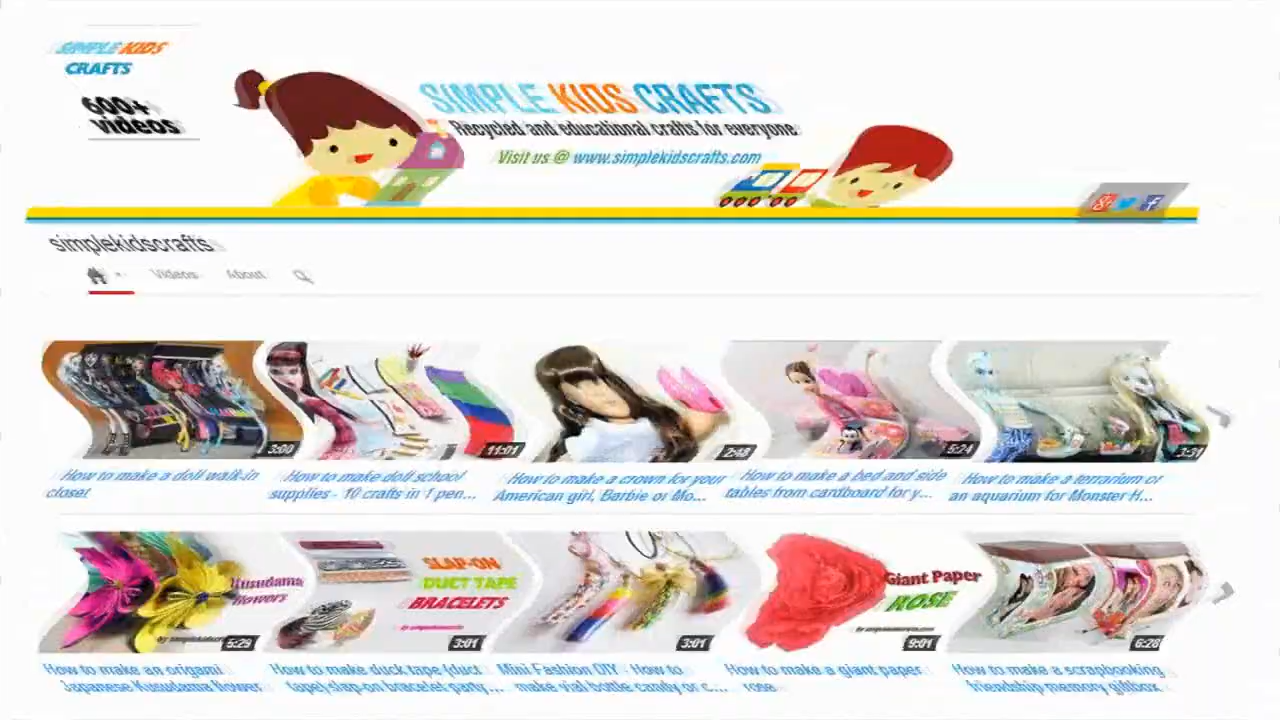 SIMPLE KIDS
CRAFTS
600+
videos
SIMPLE KIDS CRAFTS
Recycled and educational crafts for everyone
Visit us @ www.simplekidscrafts.com
simplekidscrafts
Videos About
3:00 11:01 2:48 5:24 3:51
How to make a doll walk-in
closet
How to make doll school
supplies - 10 crafts in 1 pen...
How to make a crown for your
American girl, Barbie or Mo...
How to make a bed and side
tables from cardboard for y...
How to make a terrarium or
an aquarium for Monster H...
Kusudama
flowers
by simplekidscrafts
5:29
SLAP-ON
DUCT TAPE
BRACELETS
3:01
3:01
Giant Paper
ROSE
9:01
6:28
How to make an origami
Japanese Kusudama flower
How to make duck tape (duct
tape) slap-on bracelet party...
Mini Fashion DIY - How to
make vial bottle candy or c...
How to make a giant paper
rose
How to make a scrapbooking
friendship memory giftbox